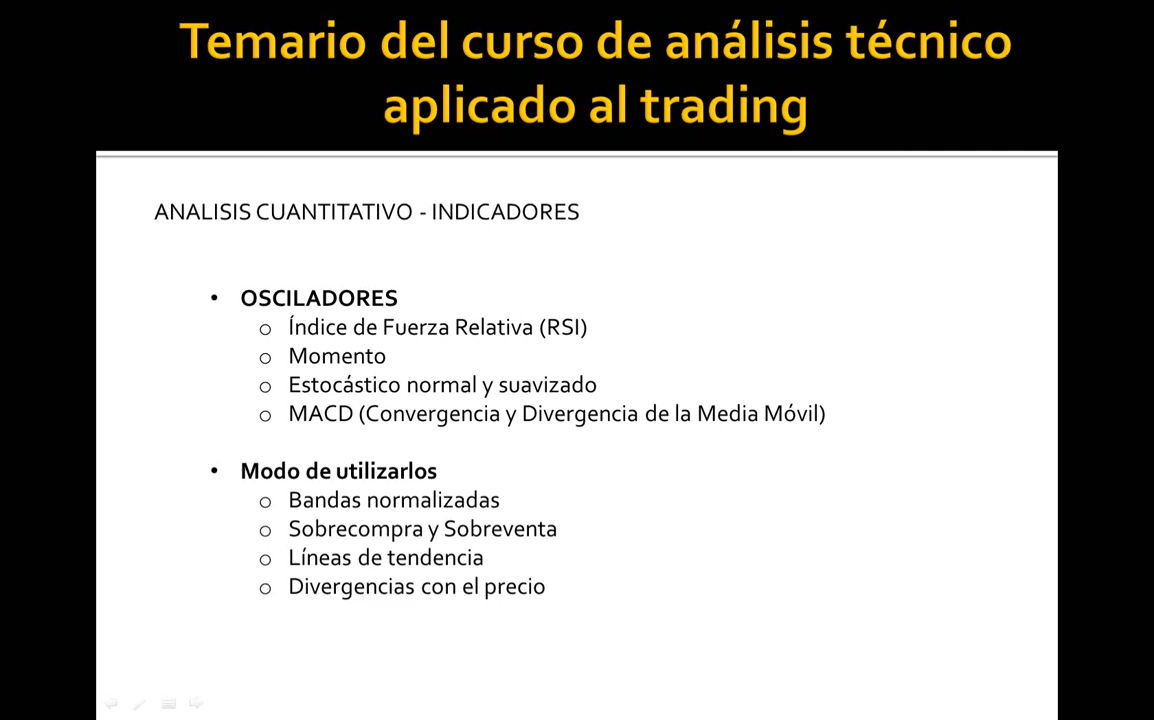 Temario del curso de análisis técnico
aplicado al trading
ANALISIS CUANTITATIVO - INDICADORES
• OSCILADORES
o Índice de Fuerza Relativa (RSI)
o Momento
o Estocástico normal y suavizado
o MACD (Convergencia y Divergencia de la Media Móvil)
• Modo de utilizarlos
o Bandas normalizadas
o Sobrecompra y Sobreventa
o Líneas de tendencia
o Divergencias con el precio